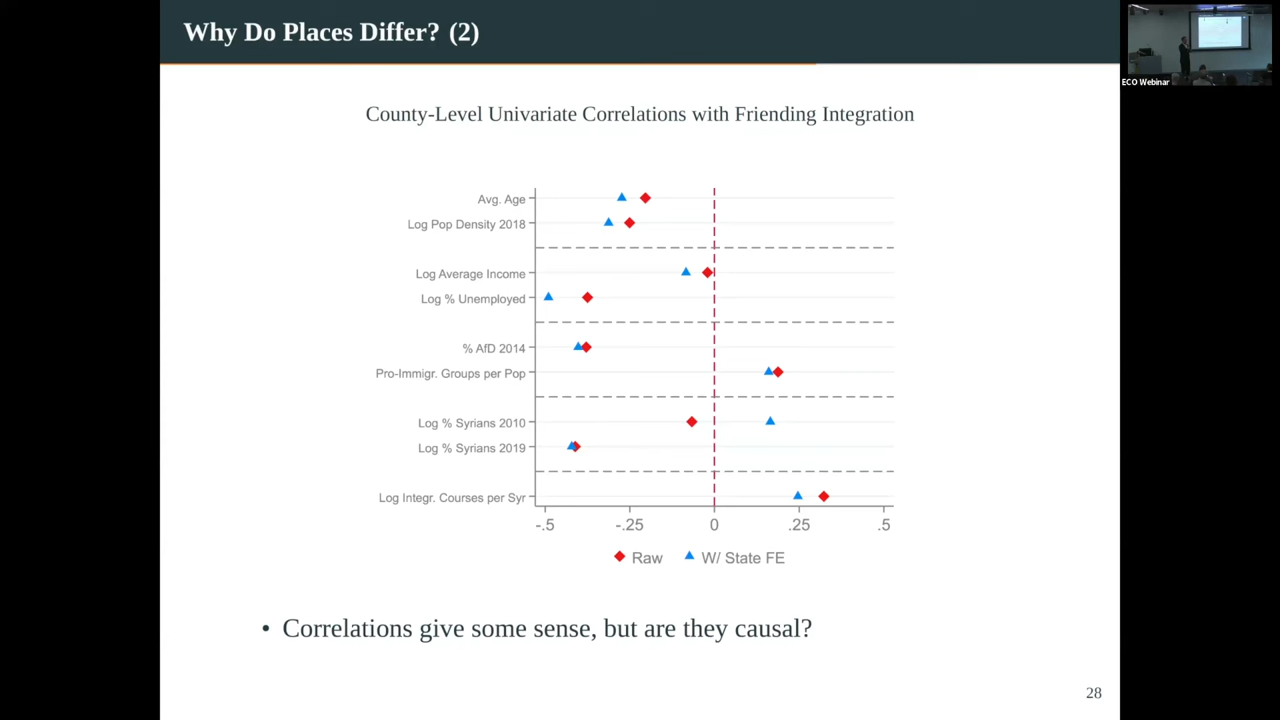 Why Do Places Differ? (2)
ECO Webinar
County-Level Univariate Correlations with Friending Integration
Avg. Age
Log Pop Density 2018
Log Average Income
Log % Unemployed
% AfD 2014
Pro-Immigr. Groups per Pop
Log % Syrians 2010
Log % Syrians 2019
Log Integr. Courses per Syr
-.5 -.25 0 .25 .5
Raw W/ State FE
• Correlations give some sense, but are they causal?
28